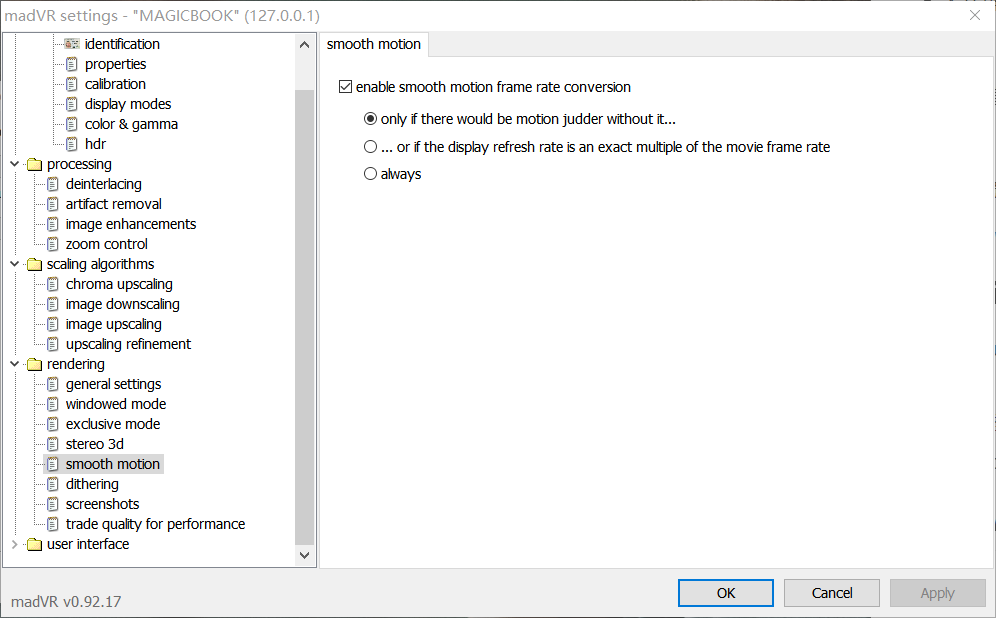 madVR settings - "MAGICBOOK" (127.0.0.1)
identification
properties
calibration
display modes
color & gamma
hdr
processing
deinterlacing
artifact removal
image enhancements
zoom control
scaling algorithms
chroma upscaling
image downscaling
image upscaling
upscaling refinement
rendering
general settings
windowed mode
exclusive mode
stereo 3d
smooth motion
dithering
screenshots
trade quality for performance
user interface
smooth motion
enable smooth motion frame rate conversion
only if there would be motion judder without it...
... or if the display refresh rate is an exact multiple of the movie frame rate
always
madVR v0.92.17
OK
Cancel
Apply